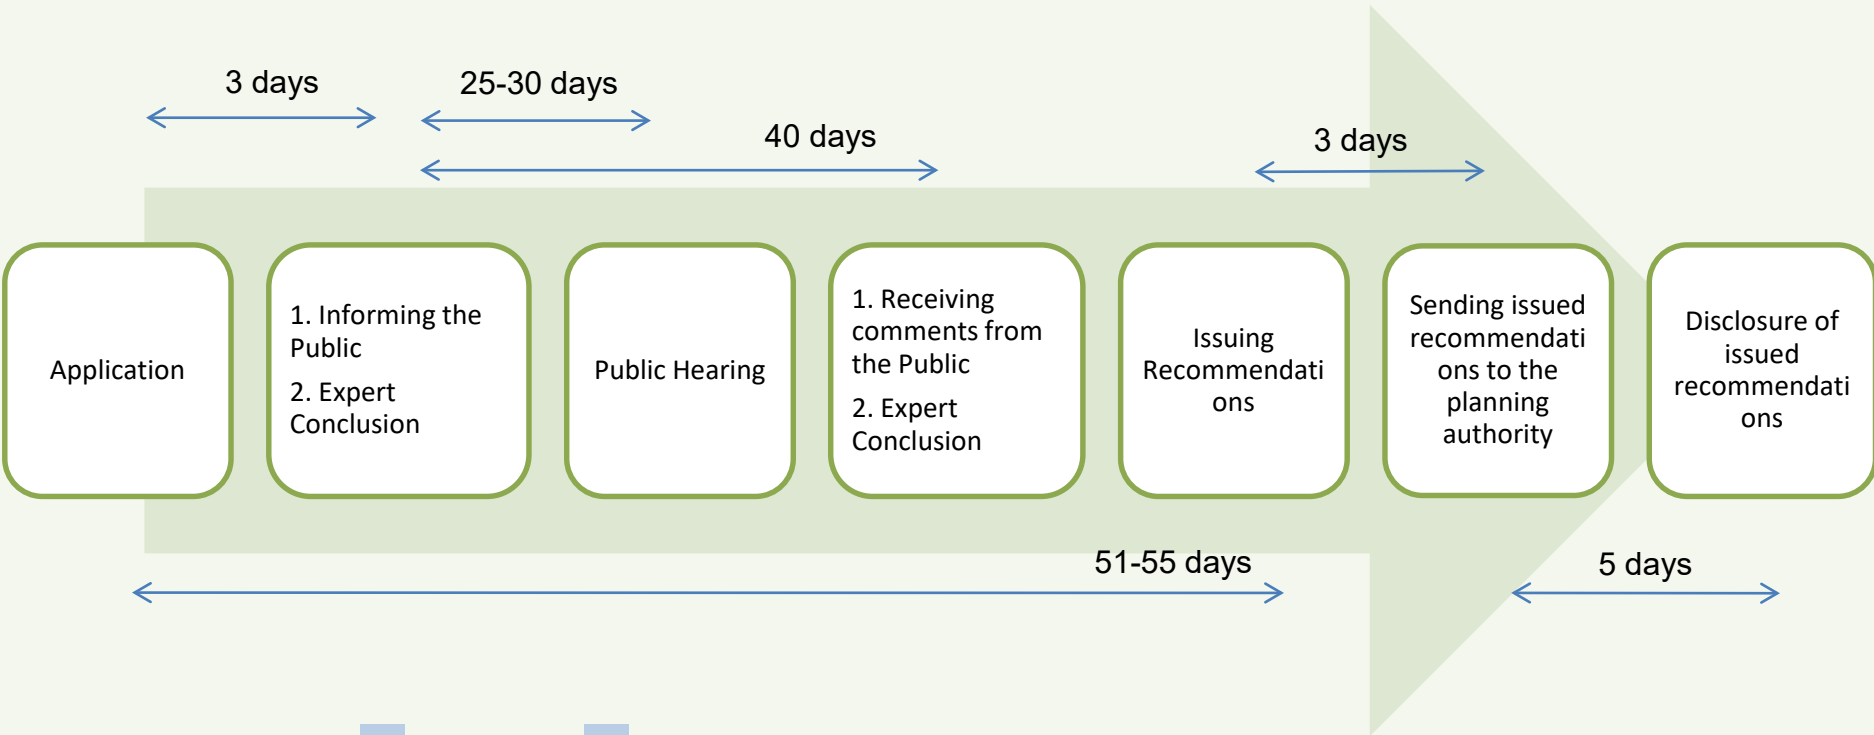 3 days
25-30 days
40 days
3 days
Application
1. Informing the
Public
2. Expert
Conclusion
Public Hearing
1. Receiving
comments from
the Public
2. Expert
Conclusion
Issuing
Recommendati
ons
Sending issued
recommendati
ons to the
planning
authority
Disclosure of
issued
recommendati
ons
51-55 days
5 days